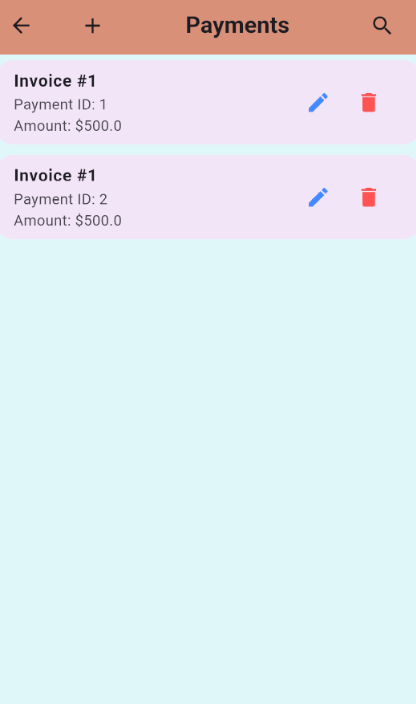 Payments
Invoice #1
Payment ID: 1
Amount: $500.0
Invoice #1
Payment ID: 2
Amount: $500.0